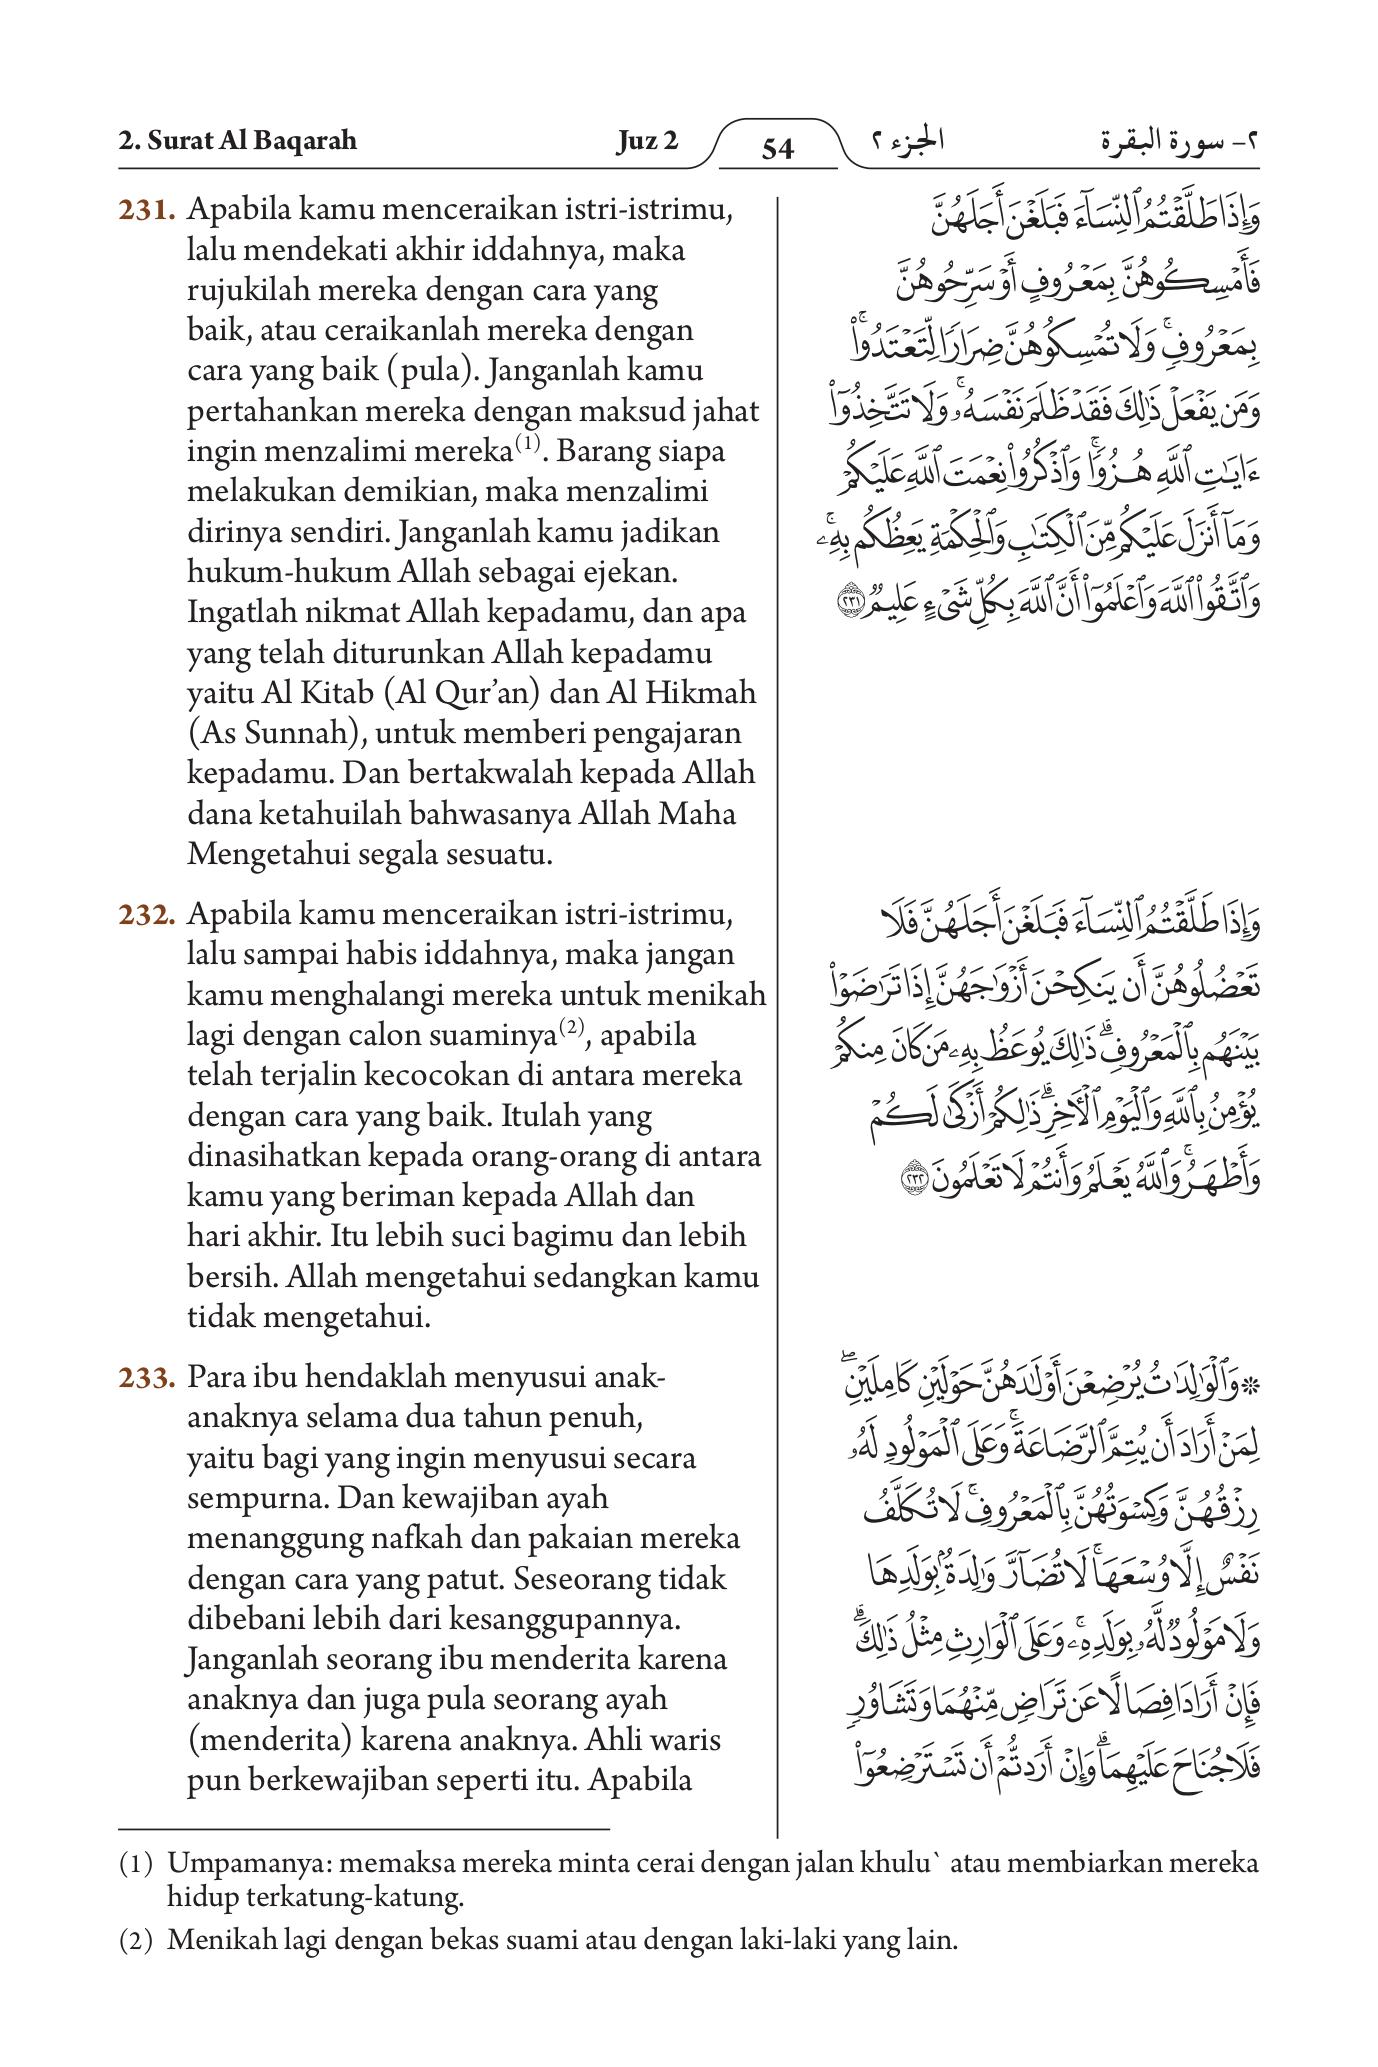 2. Surat Al Baqarah Juz 2 54 الجزء ٢ ٢- سورة البقرة
231. Apabila kamu menceraikan istri-istrimu,
lalu mendekati akhir iddahnya, maka
rujukilah mereka dengan cara yang
baik, atau ceraikanlah mereka dengan
cara yang baik (pula). Janganlah kamu
pertahankan mereka dengan maksud jahat
ingin menzalimi mereka(1). Barang siapa
melakukan demikian, maka menzalimi
dirinya sendiri. Janganlah kamu jadikan
hukum-hukum Allah sebagai ejekan.
Ingatlah nikmat Allah kepadamu, dan apa
yang telah diturunkan Allah kepadamu
yaitu Al Kitab (Al Qur’an) dan Al Hikmah
(As Sunnah), untuk memberi pengajaran
kepadamu. Dan bertakwalah kepada Allah
dana ketahuilah bahwasanya Allah Maha
Mengetahui segala sesuatu.
232. Apabila kamu menceraikan istri-istrimu,
lalu sampai habis iddahnya, maka jangan
kamu menghalangi mereka untuk menikah
lagi dengan calon suaminya(2), apabila
telah terjalin kecocokan di antara mereka
dengan cara yang baik. Itulah yang
dinasihatkan kepada orang-orang di antara
kamu yang beriman kepada Allah dan
hari akhir. Itu lebih suci bagimu dan lebih
bersih. Allah mengetahui sedangkan kamu
tidak mengetahui.
233. Para ibu hendaklah menyusui anak-
anaknya selama dua tahun penuh,
yaitu bagi yang ingin menyusui secara
sempurna. Dan kewajiban ayah
menanggung nafkah dan pakaian mereka
dengan cara yang patut. Seseorang tidak
dibebani lebih dari kesanggupannya.
Janganlah seorang ibu menderita karena
anaknya dan juga pula seorang ayah
(menderita) karena anaknya. Ahli waris
pun berkewajiban seperti itu. Apabila
وَإِذَا طَلَّقْتُمُ ٱلنِّسَآءَ فَبَلَغْنَ أَجَلَهُنَّ
فَأَمْسِكُوهُنَّ بِمَعْرُوفٍ أَوْ سَرِّحُوهُنَّ
بِمَعْرُوفٍۚ وَلَا تُمْسِكُوهُنَّ ضِرَارًا لِّتَعْتَدُوا۟ۚ
وَمَن يَفْعَلْ ذَٰلِكَ فَقَدْ ظَلَمَ نَفْسَهُۥۚ وَلَا تَتَّخِذُوٓا۟
ءَايَٰتِ ٱللَّهِ هُزُوًاۚ وَٱذْكُرُوا۟ نِعْمَتَ ٱللَّهِ عَلَيْكُمْ
وَمَآ أَنزَلَ عَلَيْكُم مِّنَ ٱلْكِتَٰبِ وَٱلْحِكْمَةِ يَعِظُكُم بِهِۦۚ
وَٱتَّقُوا۟ ٱللَّهَ وَٱعْلَمُوٓا۟ أَنَّ ٱللَّهَ بِكُلِّ شَىْءٍ عَلِيمٌ ٢٣١
وَإِذَا طَلَّقْتُمُ ٱلنِّسَآءَ فَبَلَغْنَ أَجَلَهُنَّ فَلَا
تَعْضُلُوهُنَّ أَن يَنكِحْنَ أَزْوَٰجَهُنَّ إِذَا تَرَٰضَوْا۟
بَيْنَهُم بِٱلْمَعْرُوفِۗ ذَٰلِكَ يُوعَظُ بِهِۦ مَن كَانَ مِنكُمْ
يُؤْمِنُ بِٱللَّهِ وَٱلْيَوْمِ ٱلْءَاخِرِۗ ذَٰلِكُمْ أَزْكَىٰ لَكُمْ
وَأَطْهَرُۚ وَٱللَّهُ يَعْلَمُ وَأَنتُمْ لَا تَعْلَمُونَ ٢٣٢
۞ وَٱلْوَٰلِدَٰتُ يُرْضِعْنَ أَوْلَٰدَهُنَّ حَوْلَيْنِ كَامِلَيْنِۖ
لِمَنْ أَرَادَ أَن يُتِمَّ ٱلرَّضَاعَةَۚ وَعَلَى ٱلْمَوْلُودِ لَهُۥ
رِزْقُهُنَّ وَكِسْوَتُهُنَّ بِٱلْمَعْرُوفِۚ لَا تُكَلَّفُ
نَفْسٌ إِلَّا وُسْعَهَاۚ لَا تُضَآرَّ وَٰلِدَةٌۢ بِوَلَدِهَا
وَلَا مَوْلُودٌ لَّهُۥ بِوَلَدِهِۦۚ وَعَلَى ٱلْوَارِثِ مِثْلُ ذَٰلِكَۗ
فَإِنْ أَرَادَا فِصَالًا عَن تَرَاضٍ مِّنْهُمَا وَتَشَاوُرٍ
فَلَا جُنَاحَ عَلَيْهِمَاۗ وَإِنْ أَرَدتُّمْ أَن تَسْتَرْضِعُوٓا۟
(1) Umpamanya: memaksa mereka minta cerai dengan jalan khulu` atau membiarkan mereka
hidup terkatung-katung.
(2) Menikah lagi dengan bekas suami atau dengan laki-laki yang lain.